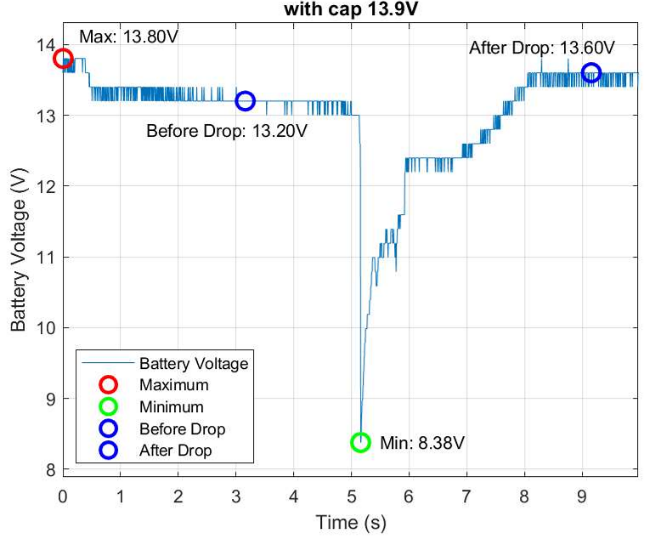 with cap 13.9V
14
13
12
11
10
9
8
Battery Voltage (V)
Max: 13.80V
After Drop: 13.60V
Before Drop: 13.20V
Min: 8.38V
Battery Voltage
Maximum
Minimum
Before Drop
After Drop
0 1 2 3 4 5 6 7 8 9
Time (s)